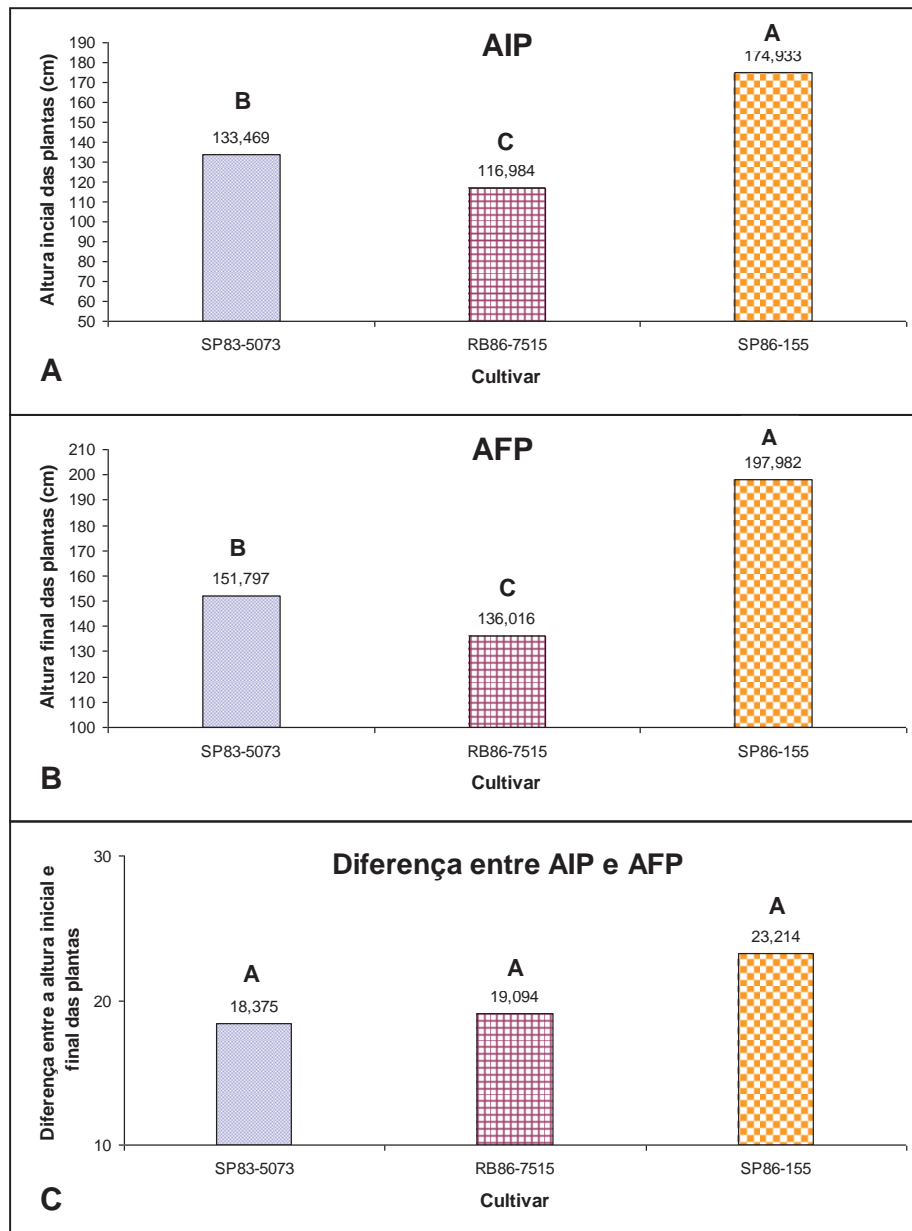 AIP
Altura incial das plantas (cm)
190
180
170
160
150
140
130
120
110
100
90
80
70
60
50
B
133,469
C
116,984
A
174,933
SP83-5073
RB86-7515
SP86-155
Cultivar
A
AFP
Altura final das plantas (cm)
210
200
190
180
170
160
150
140
130
120
110
100
B
151,797
C
136,016
A
197,982
SP83-5073
RB86-7515
SP86-155
Cultivar
B
Diferença entre AIP e AFP
Diferença entre a altura inicial e
final das plantas
30
20
10
A
18,375
A
19,094
A
23,214
SP83-5073
RB86-7515
SP86-155
Cultivar
C